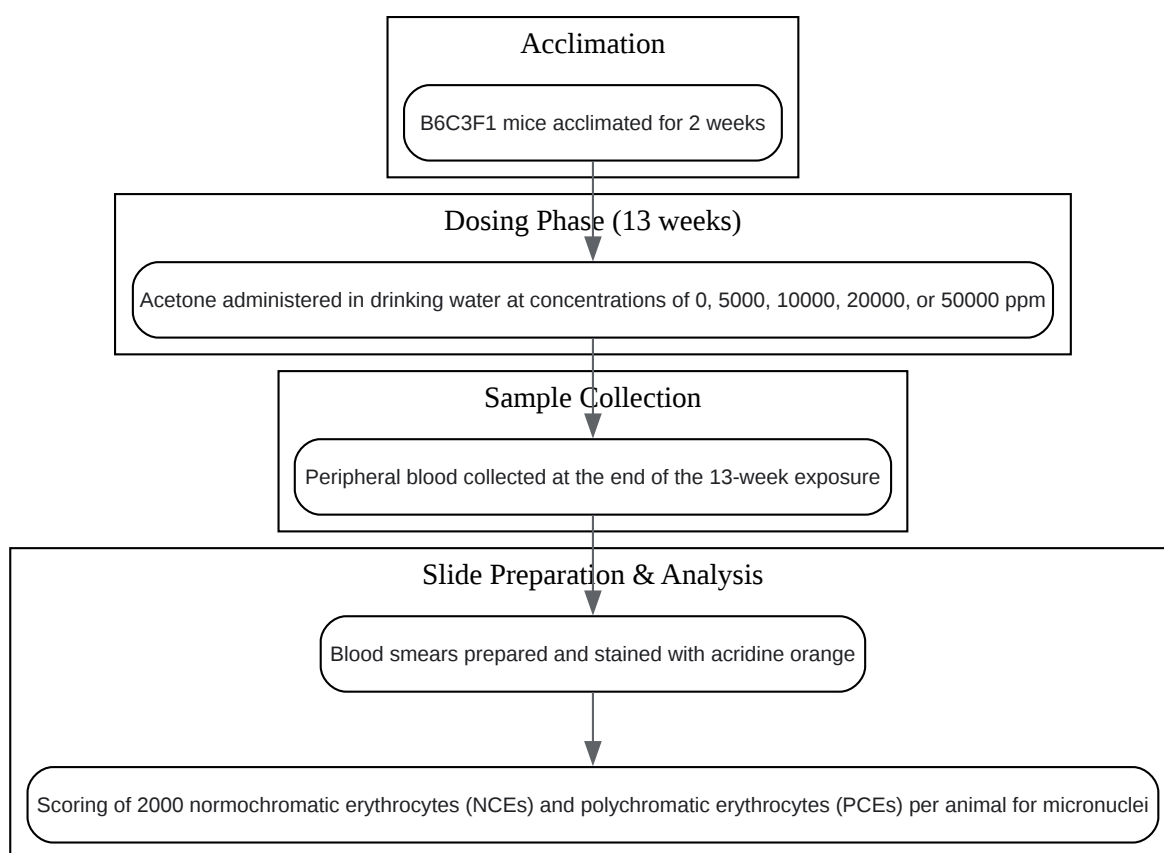 Acclimation
B6C3F1 mice acclimated for 2 weeks
Dosing Phase (13 weeks)
Acetone administered in drinking water at concentrations of 0, 5000, 10000, 20000, or 50000 ppm
Sample Collection
Peripheral blood collected at the end of the 13-week exposure
Slide Preparation & Analysis
Blood smears prepared and stained with acridine orange
Scoring of 2000 normochromatic erythrocytes (NCEs) and polychromatic erythrocytes (PCEs) per animal for micronuclei